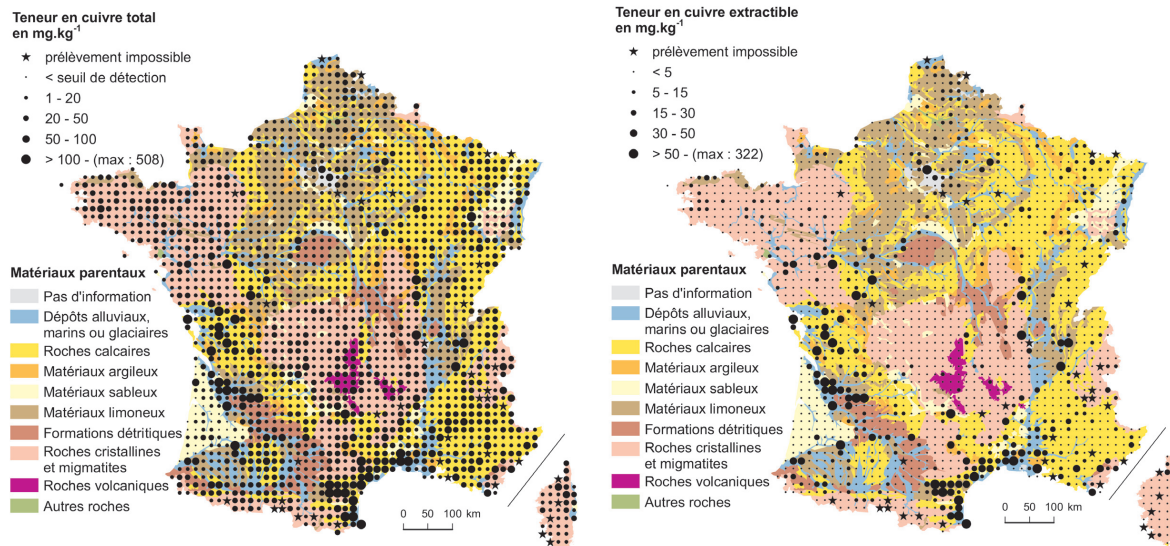 Teneur en cuivre total
en mg.kg-1
prélèvement impossible
< seuil de détection
1 - 20
20 - 50
50 - 100
> 100 - (max : 508)
Matériaux parentaux
Pas d'information
Dépôts alluviaux,
marins ou glaciaires
Roches calcaires
Matériaux argileux
Matériaux sableux
Matériaux limoneux
Formations détritiques
Roches cristallines
et migmatites
Roches volcaniques
Autres roches
0 50 100 km
Teneur en cuivre extractible
en mg.kg-1
prélèvement impossible
< 5
5 - 15
15 - 30
30 - 50
> 50 - (max : 322)
Matériaux parentaux
Pas d'information
Dépôts alluviaux,
marins ou glaciaires
Roches calcaires
Matériaux argileux
Matériaux sableux
Matériaux limoneux
Formations détritiques
Roches cristallines
et migmatites
Roches volcaniques
Autres roches
0 50 100 km